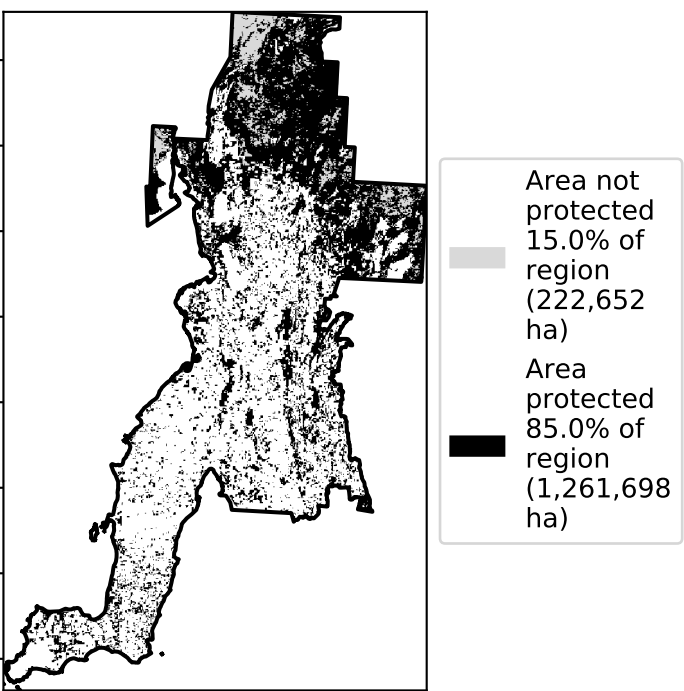 Area not
protected
15.0% of
region
(222,652
ha)
Area
protected
85.0% of
region
(1,261,698
ha)